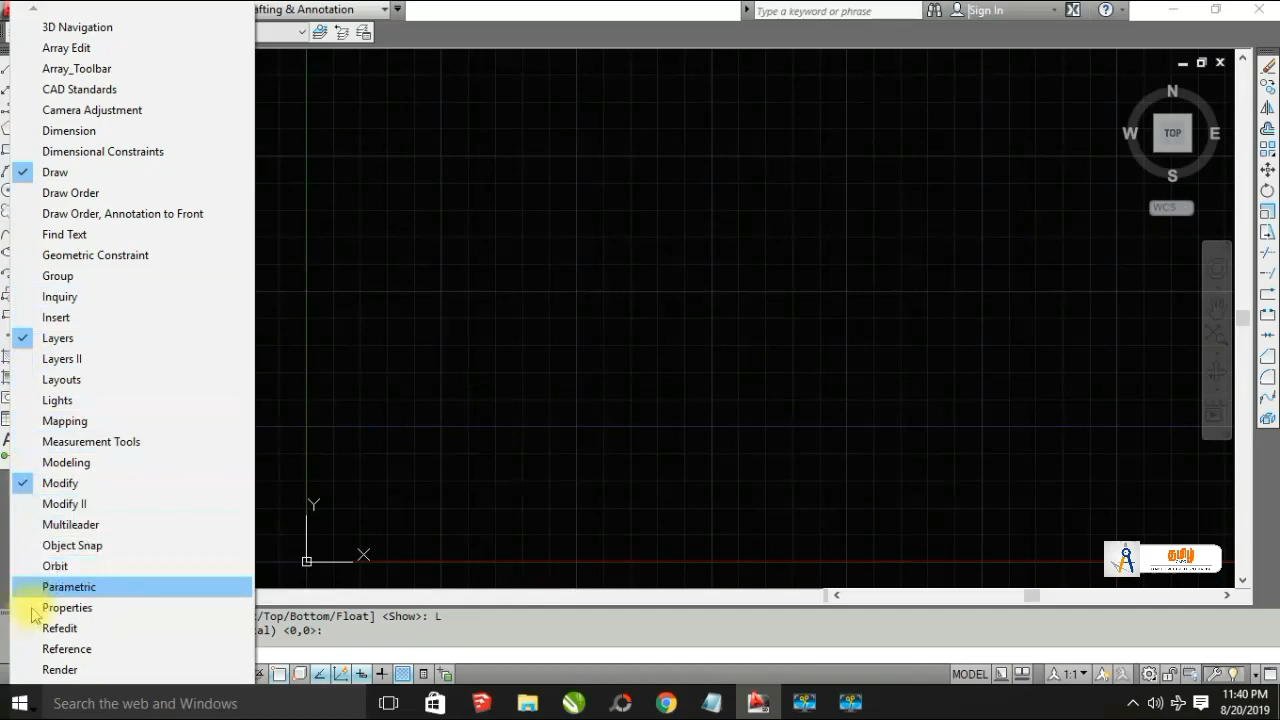 afting & Annotation
Type a keyword or phrase
Sign In
3D Navigation
Array Edit
Array_Toolbar
CAD Standards
Camera Adjustment
Dimension
Dimensional Constraints
Draw
Draw Order
Draw Order, Annotation to Front
Find Text
Geometric Constraint
Group
Inquiry
Insert
Layers
Layers II
Layouts
Lights
Mapping
Measurement Tools
Modeling
Modify
Modify II
Multileader
Object Snap
Orbit
Parametric
Properties
Refedit
Reference
Render
N
W
TOP
E
S
WCS
Y
X
தமிழ்
/Top/Bottom/Float] <Show>: L
al) <0,0>:
MODEL
1:1
Search the web and Windows
11:40 PM
8/20/2019